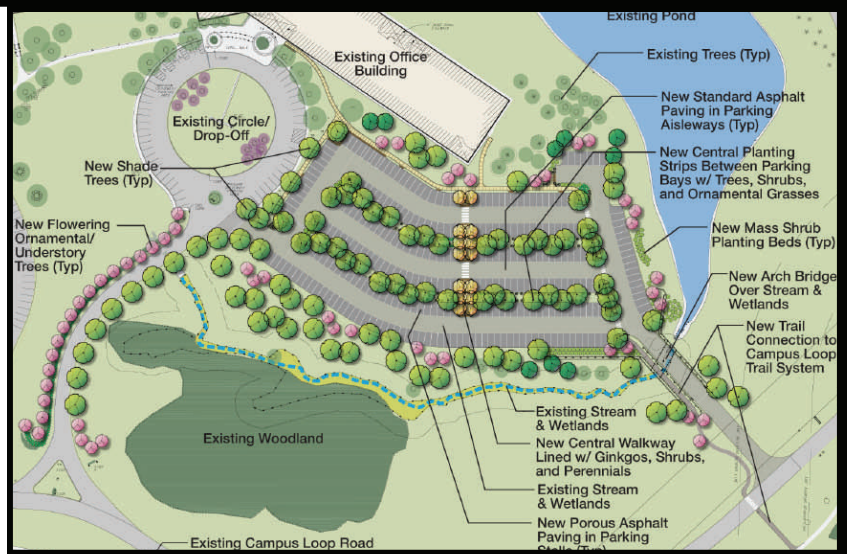 Existing Pond
Existing Office
Building
Existing Trees (Typ)
New Standard Asphalt
Paving in Parking
Aisleways (Typ)
Existing Circle/
Drop-Off
New Central Planting
Strips Between Parking
Bays w/ Trees, Shrubs,
and Ornamental Grasses
New Shade
Trees (Typ)
New Flowering
Ornamental/
Understory
Trees (Typ)
New Mass Shrub
Planting Beds (Typ)
New Arch Bridge
Over Stream &
Wetlands
New Trail
Connection to
Campus Loop
Trail System
Existing Stream
& Wetlands
Existing Woodland
New Central Walkway
Lined w/ Ginkgos, Shrubs,
and Perennials
Existing Stream
& Wetlands
New Porous Asphalt
Paving in Parking
Stalls (Typ)
Existing Campus Loop Road